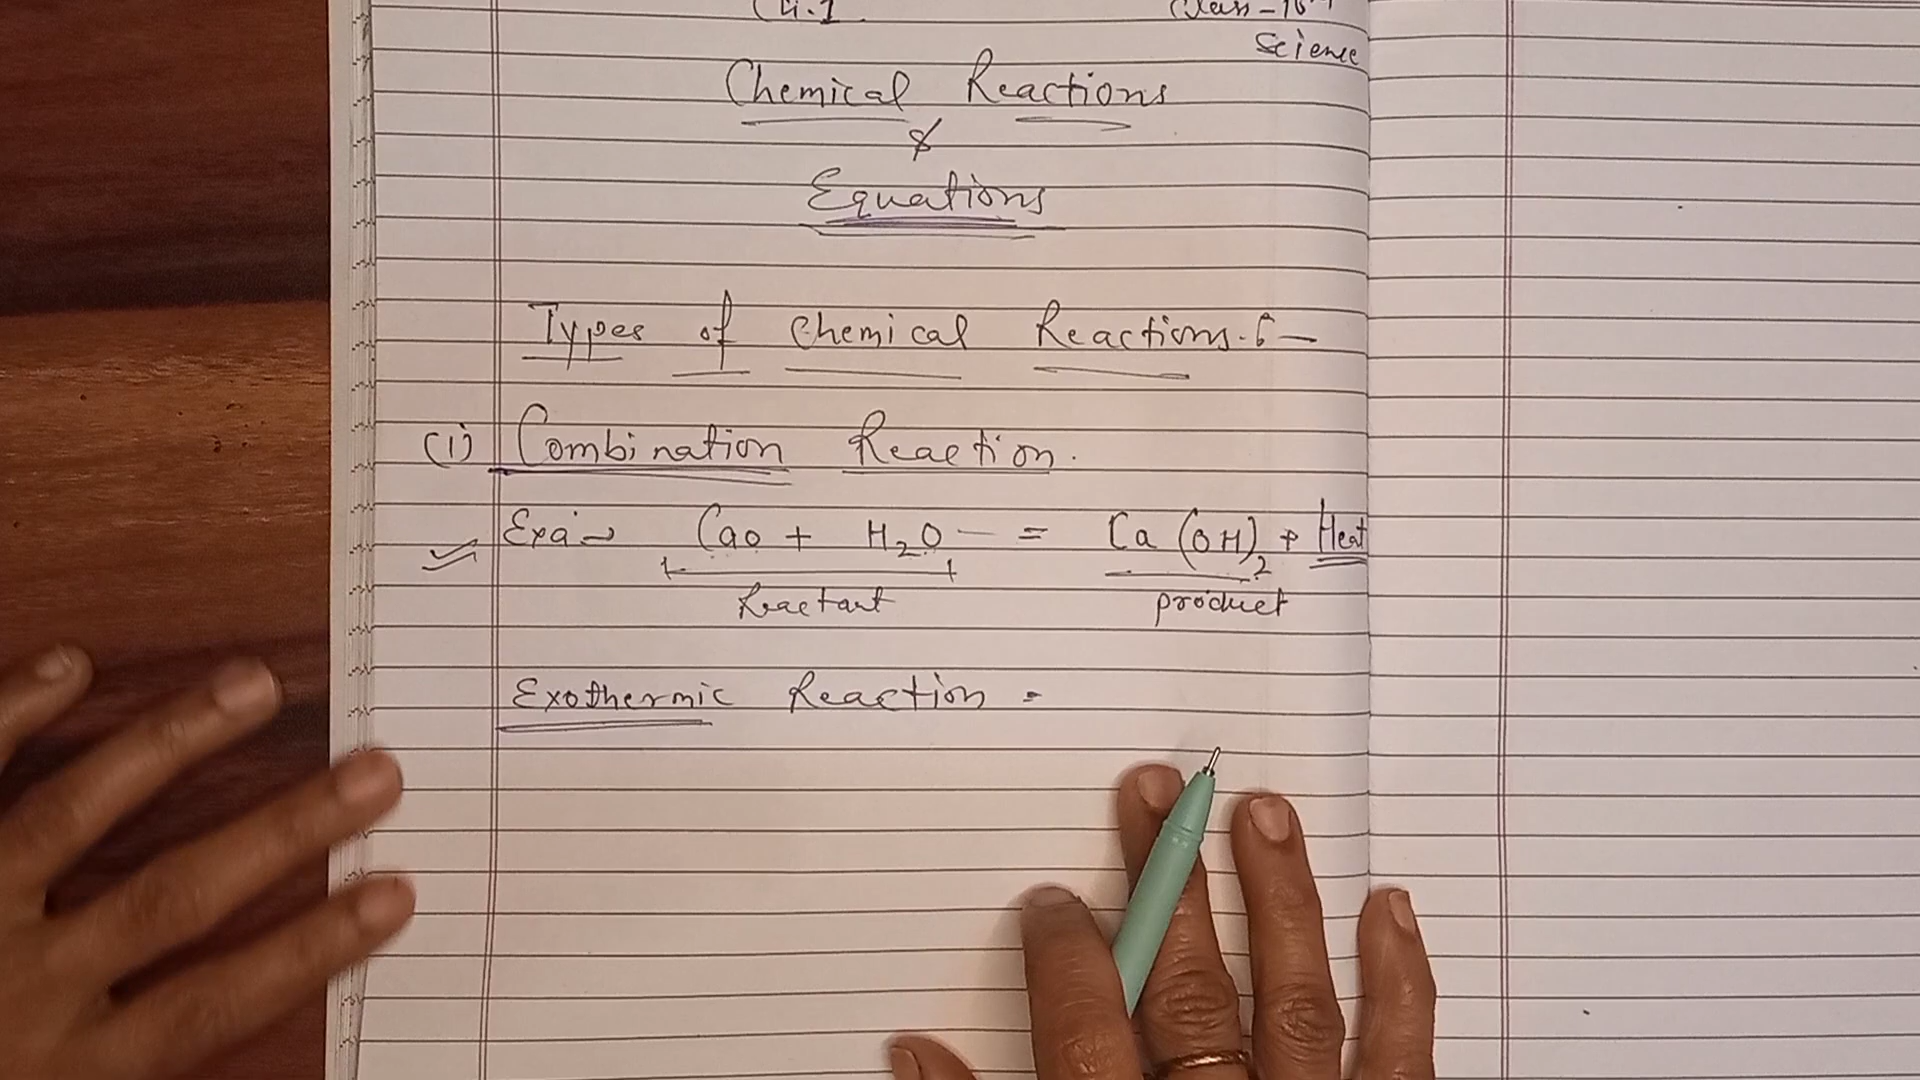 Ch.1 Class-10th
Science
Chemical Reactions
&
Equations
Types of Chemical Reactions :-
(i) Combination Reaction.
Exa:→ CaO + H₂O — = Ca(OH)₂ + Heat
Reactant product
Exothermic Reaction =